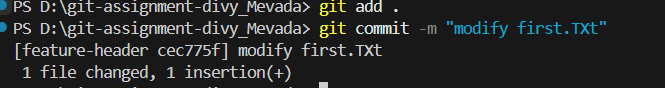 PS D:\git-assignment-divy_Mevada> git add .
PS D:\git-assignment-divy_Mevada> git commit -m "modify first.TXt"
[feature-header cec775f] modify first.TXt
1 file changed, 1 insertion(+)